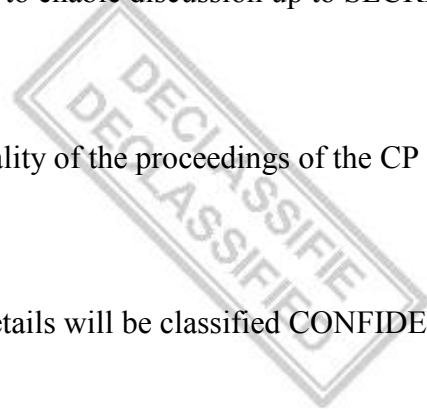 to enable discussion up to SECRE
DECLASSIFIE
DECLASSIFIED
ality of the proceedings of the CP
etails will be classified CONFIDE